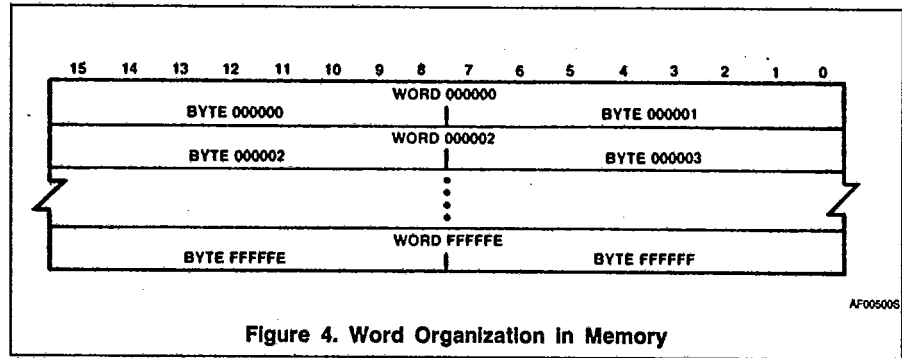 15 14 13 12 11 10 9 8 7 6 5 4 3 2 1 0
WORD 000000
BYTE 000000 BYTE 000001
WORD 000002
BYTE 000002 BYTE 000003
WORD FFFFFE
BYTE FFFFFE BYTE FFFFFF
AF00500S
Figure 4. Word Organization in Memory